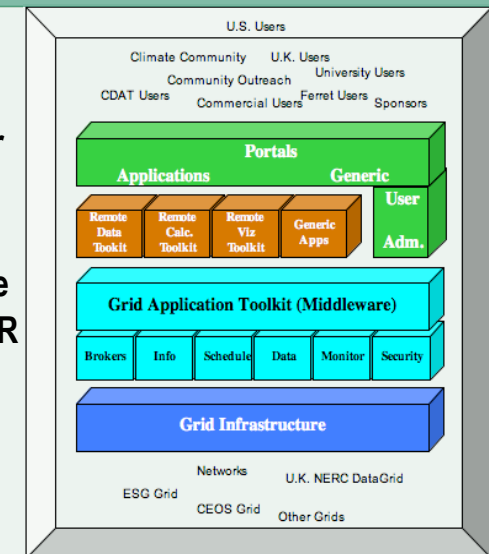 U.S. Users
Climate Community U.K. Users
Community Outreach University Users
CDAT Users Commercial Users Ferret Users Sponsors
Portals
Applications Generic
User
Adm.
Remote Data Tookit
Remote Calc. Toolkit
Remote Viz Toolkit
Generic Apps
e
R
Grid Application Toolkit (Middleware)
Brokers Info Schedule Data Monitor Security
Grid Infrastructure
Networks
U.K. NERC DataGrid
ESG Grid
CEOS Grid
Other Grids